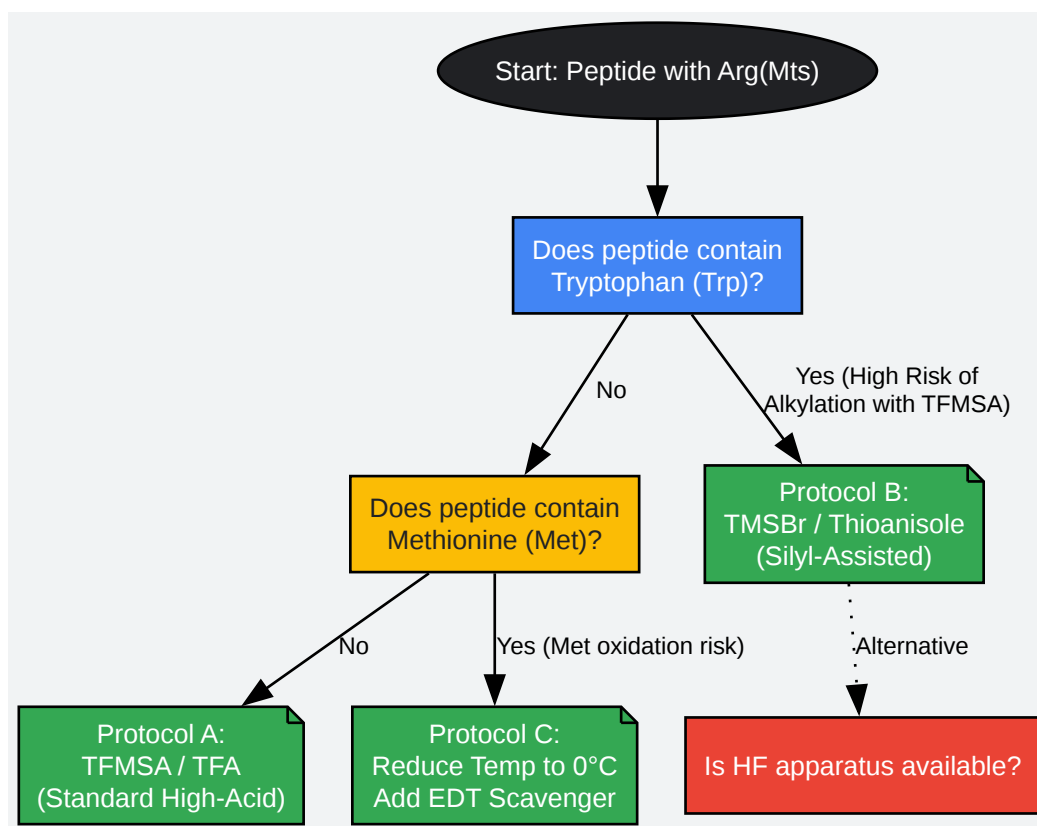 Start: Peptide with Arg(Mts)
Does peptide contain
Tryptophan (Trp)?
No
Yes (High Risk of
Alkylation with TFMSA)
Does peptide contain
Methionine (Met)?
Protocol B:
TMSBr / Thioanisole
(Silyl-Assisted)
No
Yes (Met oxidation risk)
Alternative
Protocol A:
TFMSA / TFA
(Standard High-Acid)
Protocol C:
Reduce Temp to 0°C
Add EDT Scavenger
Is HF apparatus available?